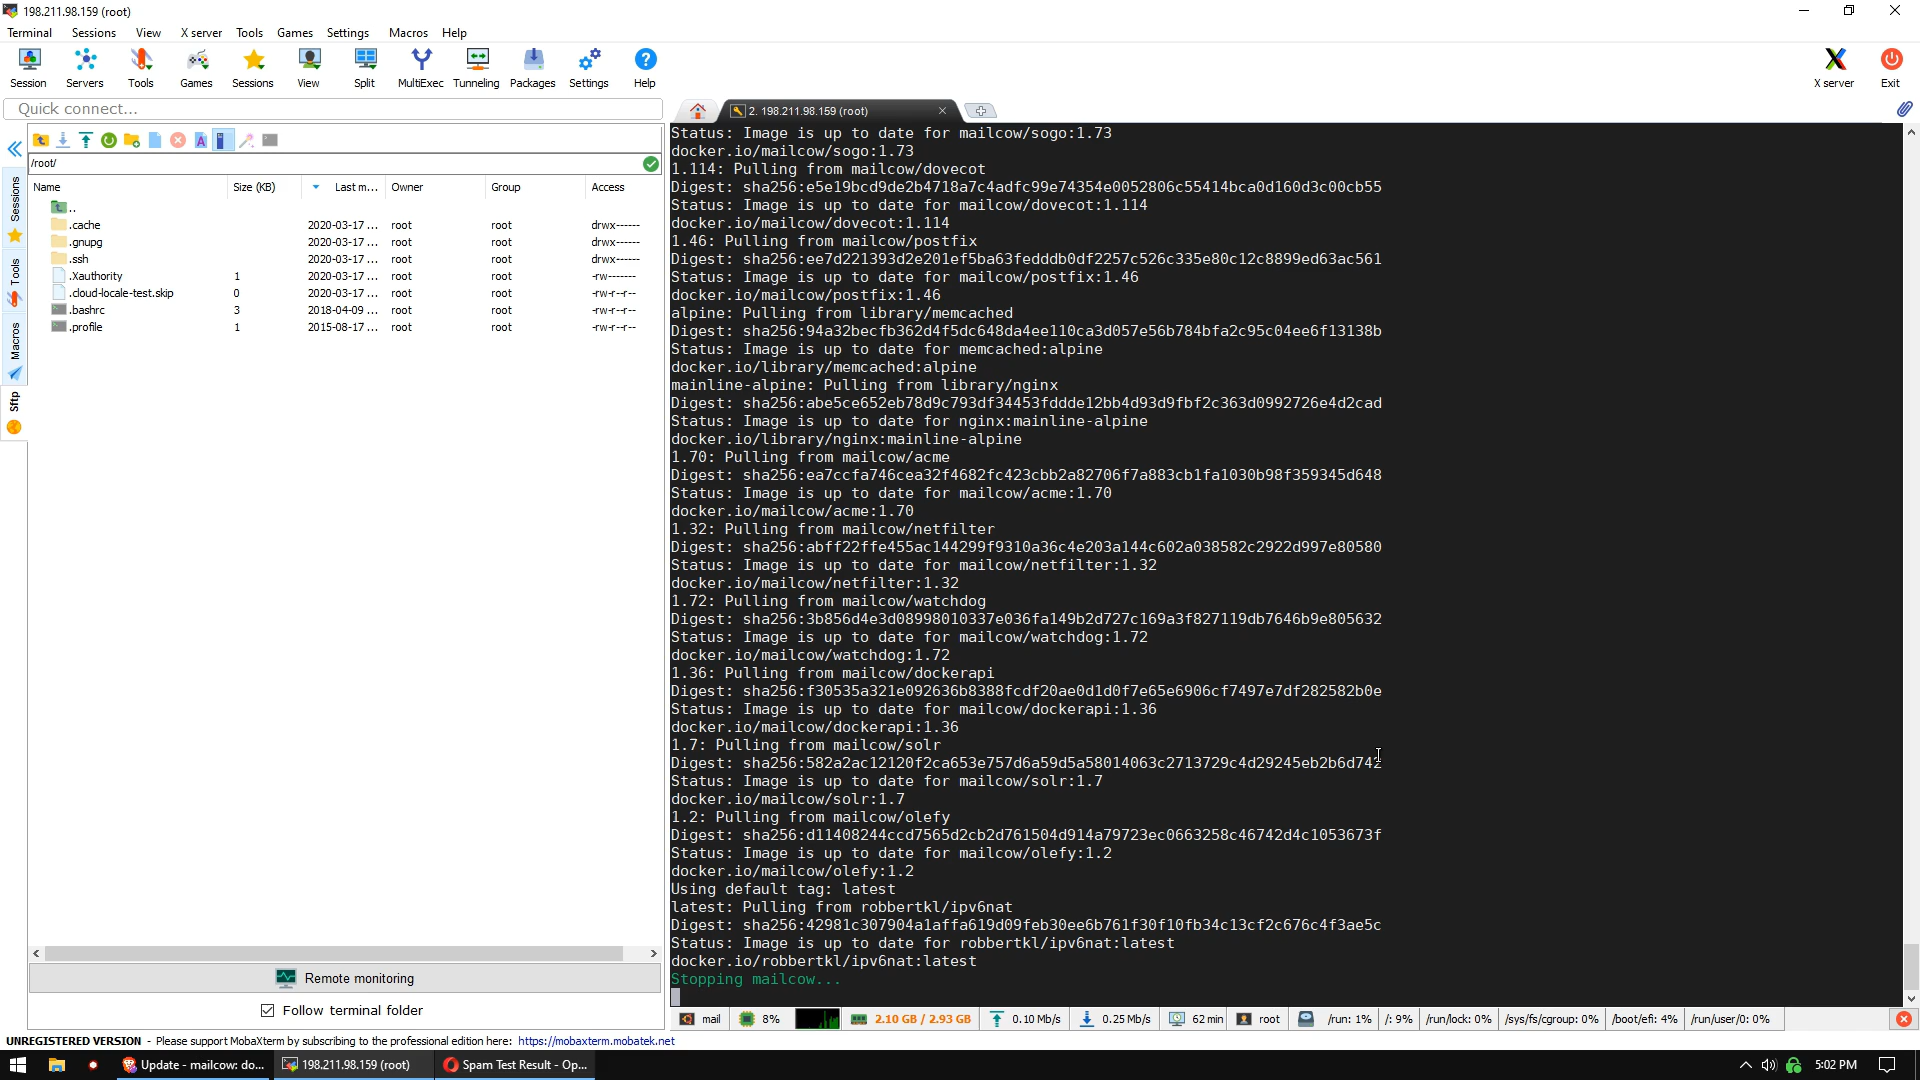 198.211.98.159 (root)
Terminal Sessions View X server Tools Games Settings Macros Help
Session Servers Tools Games Sessions View Split MultiExec Tunneling Packages Settings Help X server Exit
Quick connect...
2. 198.211.98.159 (root)
/root/
Name Size (KB) Last m... Owner Group Access
..
.cache 2020-03-17 ... root root drwx------
.gnupg 2020-03-17 ... root root drwx------
.ssh 2020-03-17 ... root root drwx------
.Xauthority 1 2020-03-17 ... root root -rw-------
.cloud-locale-test.skip 0 2020-03-17 ... root root -rw-r--r--
.bashrc 3 2018-04-09 ... root root -rw-r--r--
.profile 1 2015-08-17 ... root root -rw-r--r--
Sessions
Tools
Macros
Sftp
Remote monitoring
Follow terminal folder
Status: Image is up to date for mailcow/sogo:1.73
docker.io/mailcow/sogo:1.73
1.114: Pulling from mailcow/dovecot
Digest: sha256:e5e19bcd9de2b4718a7c4adfc99e74354e0052806c55414bca0d160d3c00cb55
Status: Image is up to date for mailcow/dovecot:1.114
docker.io/mailcow/dovecot:1.114
1.46: Pulling from mailcow/postfix
Digest: sha256:ee7d221393d2e201ef5ba63fedddb0df2257c526c335e80c12c8899ed63ac561
Status: Image is up to date for mailcow/postfix:1.46
docker.io/mailcow/postfix:1.46
alpine: Pulling from library/memcached
Digest: sha256:94a32becfb362d4f5dc648da4ee110ca3d057e56b784bfa2c95c04ee6f13138b
Status: Image is up to date for memcached:alpine
docker.io/library/memcached:alpine
mainline-alpine: Pulling from library/nginx
Digest: sha256:abe5ce652eb78d9c793df34453fddde12bb4d93d9fbf2c363d0992726e4d2cad
Status: Image is up to date for nginx:mainline-alpine
docker.io/library/nginx:mainline-alpine
1.70: Pulling from mailcow/acme
Digest: sha256:ea7ccfa746cea32f4682fc423cbb2a82706f7a883cb1fa1030b98f359345d648
Status: Image is up to date for mailcow/acme:1.70
docker.io/mailcow/acme:1.70
1.32: Pulling from mailcow/netfilter
Digest: sha256:abff22ffe455ac144299f9310a36c4e203a144c602a038582c2922d997e80580
Status: Image is up to date for mailcow/netfilter:1.32
docker.io/mailcow/netfilter:1.32
1.72: Pulling from mailcow/watchdog
Digest: sha256:3b856d4e3d08998010337e036fa149b2d727c169a3f827119db7646b9e805632
Status: Image is up to date for mailcow/watchdog:1.72
docker.io/mailcow/watchdog:1.72
1.36: Pulling from mailcow/dockerapi
Digest: sha256:f30535a321e092636b8388fcdf20ae0d1d0f7e65e6906cf7497e7df282582b0e
Status: Image is up to date for mailcow/dockerapi:1.36
docker.io/mailcow/dockerapi:1.36
1.7: Pulling from mailcow/solr
Digest: sha256:582a2ac12120f2ca653e757d6a59d5a58014063c2713729c4d29245eb2b6d742
Status: Image is up to date for mailcow/solr:1.7
docker.io/mailcow/solr:1.7
1.2: Pulling from mailcow/olefy
Digest: sha256:d11408244ccd7565d2cb2d761504d914a79723ec0663258c46742d4c1053673f
Status: Image is up to date for mailcow/olefy:1.2
docker.io/mailcow/olefy:1.2
Using default tag: latest
latest: Pulling from robbertkl/ipv6nat
Digest: sha256:42981c307904a1affa619d09feb30ee6b761f30f10fb34c13cf2c676c4f3ae5c
Status: Image is up to date for robbertkl/ipv6nat:latest
docker.io/robbertkl/ipv6nat:latest
Stopping mailcow...
mail 8% 2.10 GB / 2.93 GB 0.10 Mb/s 0.25 Mb/s 62 min root /run: 1% /: 9% /run/lock: 0% /sys/fs/cgroup: 0% /boot/efi: 4% /run/user/0: 0%
UNREGISTERED VERSION - Please support MobaXterm by subscribing to the professional edition here: https://mobaxterm.mobatek.net
Update - mailcow: do... 198.211.98.159 (root) Spam Test Result - Op... 5:02 PM